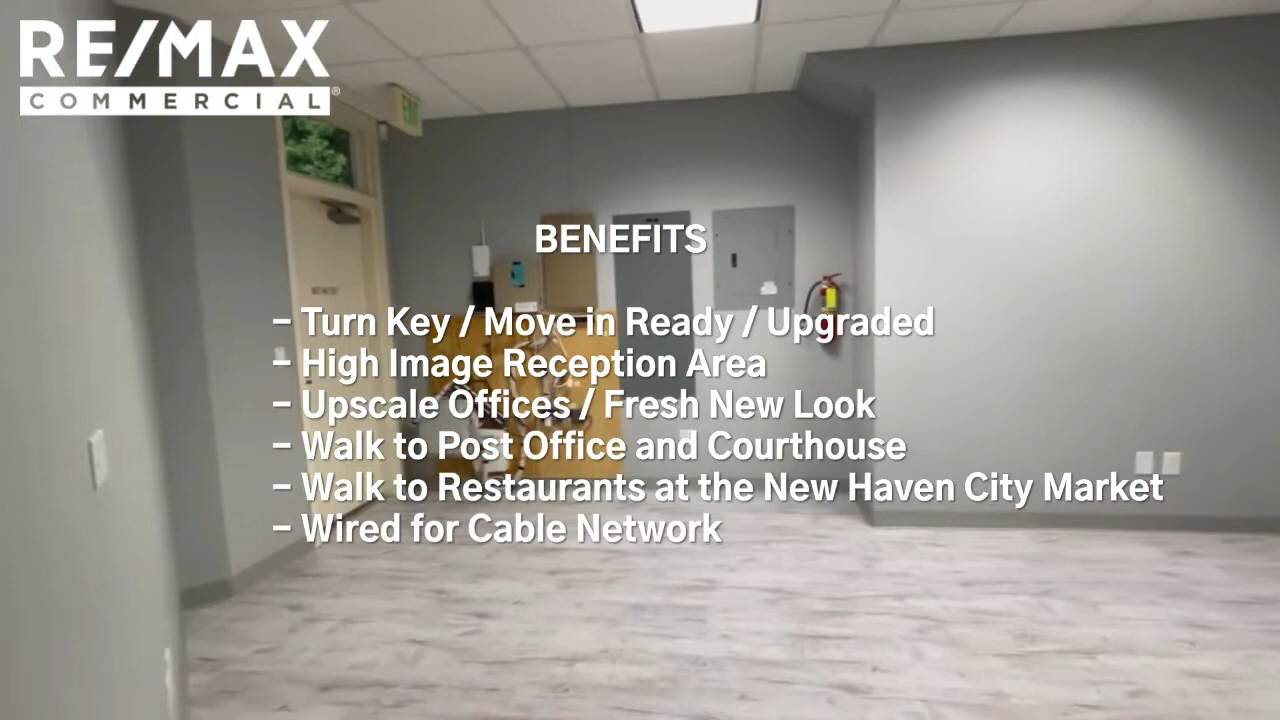 RE/MAX
COMMERCIAL®
EXIT
BENEFITS
– Turn Key / Move in Ready / Upgraded
– High Image Reception Area
– Upscale Offices / Fresh New Look
– Walk to Post Office and Courthouse
– Walk to Restaurants at the New Haven City Market
– Wired for Cable Network